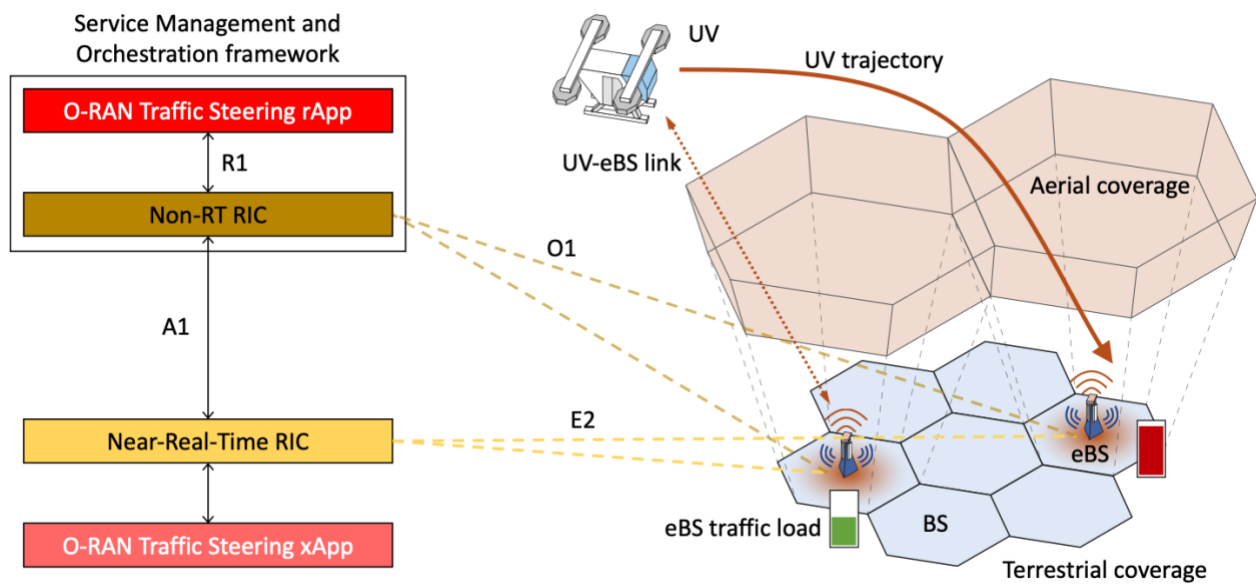 Service Management and
Orchestration framework
O-RAN Traffic Steering rApp
R1
Non-RT RIC
A1
Near-Real-Time RIC
O-RAN Traffic Steering xApp
O1
E2
UV
UV trajectory
UV-eBS link
Aerial coverage
eBS
eBS traffic load
BS
Terrestrial coverage